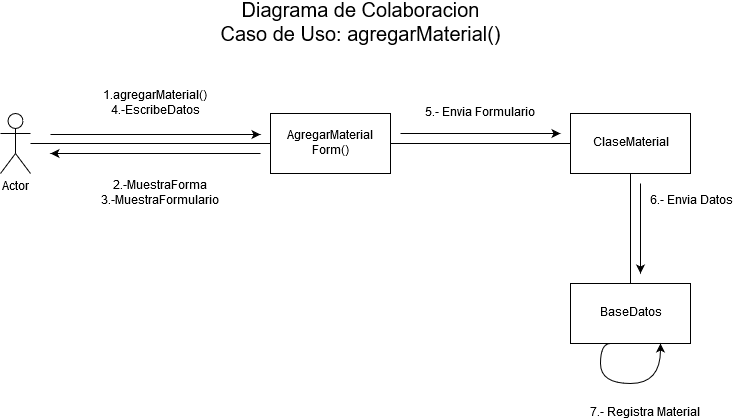 Diagrama de Colaboracion
Caso de Uso: agregarMaterial()
1.agregarMaterial()
4.-EscribeDatos
5.- Envia Formulario
AgregarMaterial
Form()
ClaseMaterial
Actor
2.-MuestraForma
3.-MuestraFormulario
6.- Envia Datos
BaseDatos
7.- Registra Material